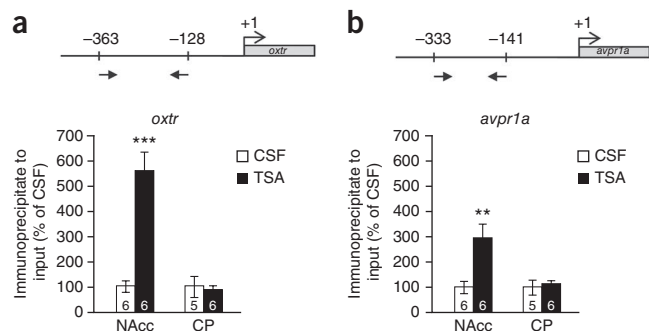 a
+1
−363
−128
oxtr
oxtr
Immunoprecipitate to
input (% of CSF)
700
600
500
400
300
200
100
0
***
CSF
TSA
6
6
5
6
NAcc
CP
b
+1
−333
−141
avpr1a
avpr1a
Immunoprecipitate to
input (% of CSF)
700
600
500
400
300
200
100
0
**
CSF
TSA
6
6
5
6
NAcc
CP